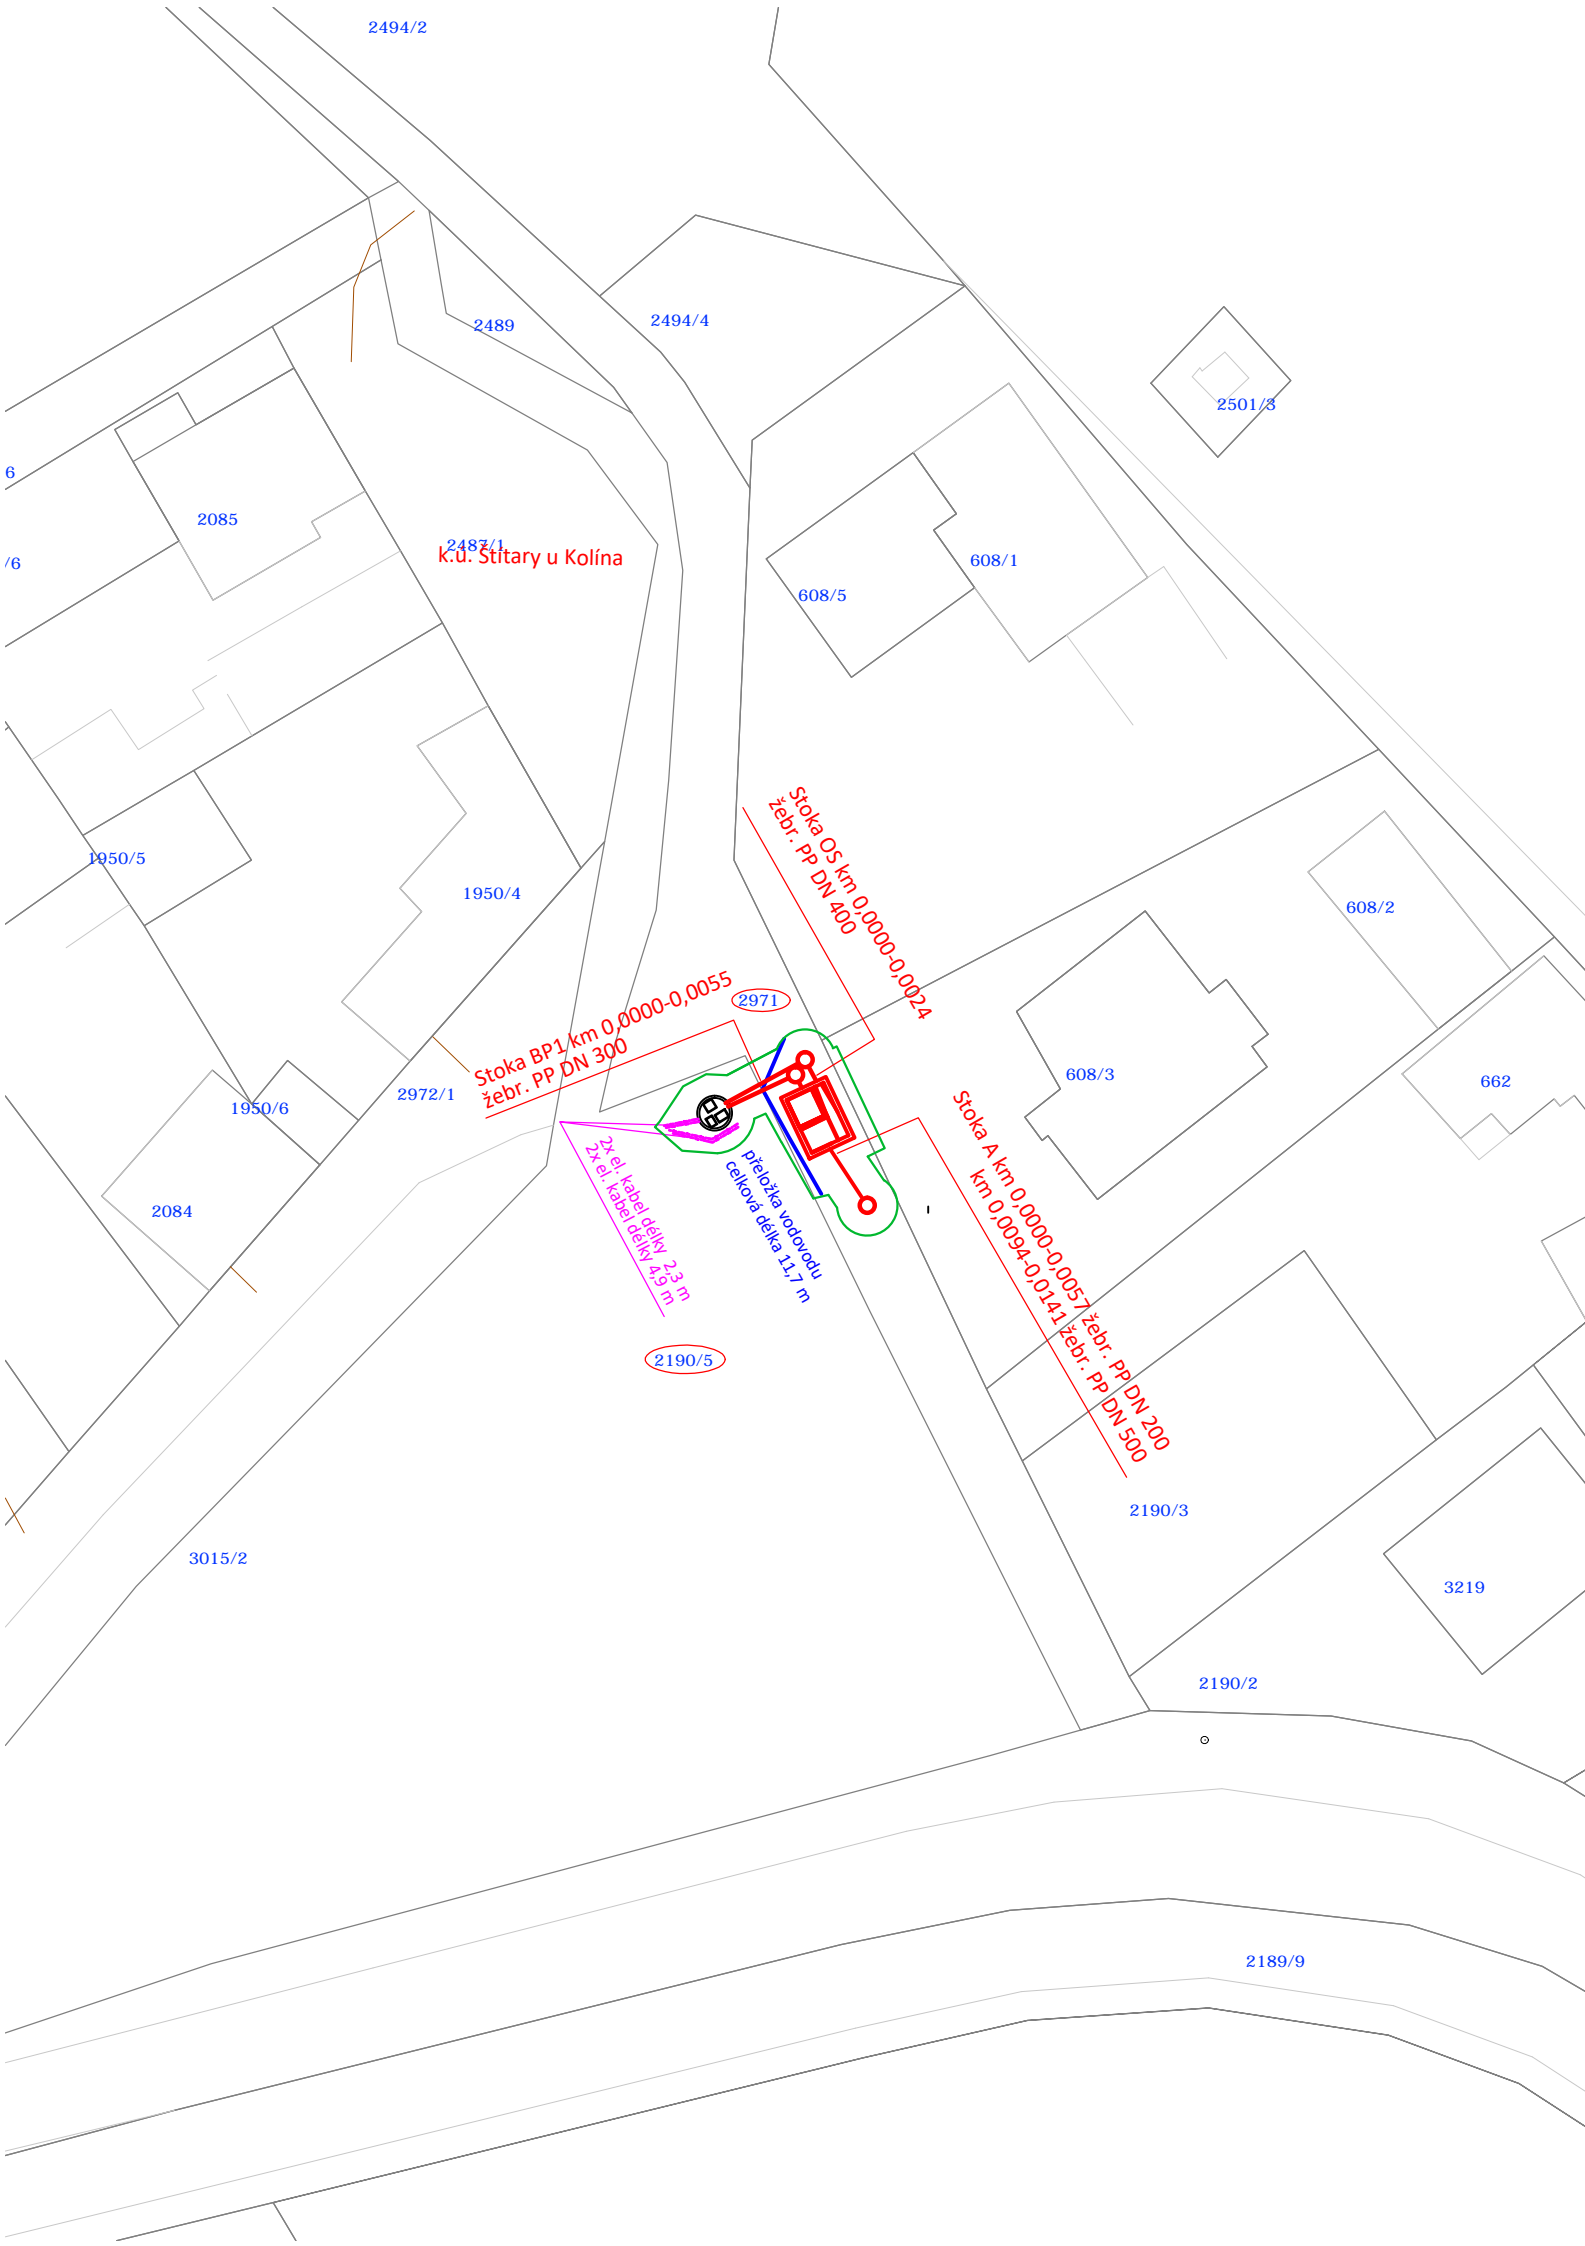 2494/2
2489
2494/4
2501/3
6
2085
2487/1
k.ú. Štítary u Kolína
/6
608/1
608/5
Stoka OS km 0,0000-0,0024
žebr. PP DN 400
1950/5
1950/4
608/2
Stoka BP1 km 0,0000-0,0055
žebr. PP DN 300
2971
608/3
662
2972/1
1950/6
Stoka A km 0,0000-0,0057 žebr. PP DN 200
km 0,0094-0,0141 žebr. PP DN 500
2x el. kabel délky 2,3 m
2x el. kabel délky 4,9 m
přeložka vodovodu
celková délka 11,7 m
2084
2190/5
2190/3
3015/2
3219
2190/2
2189/9